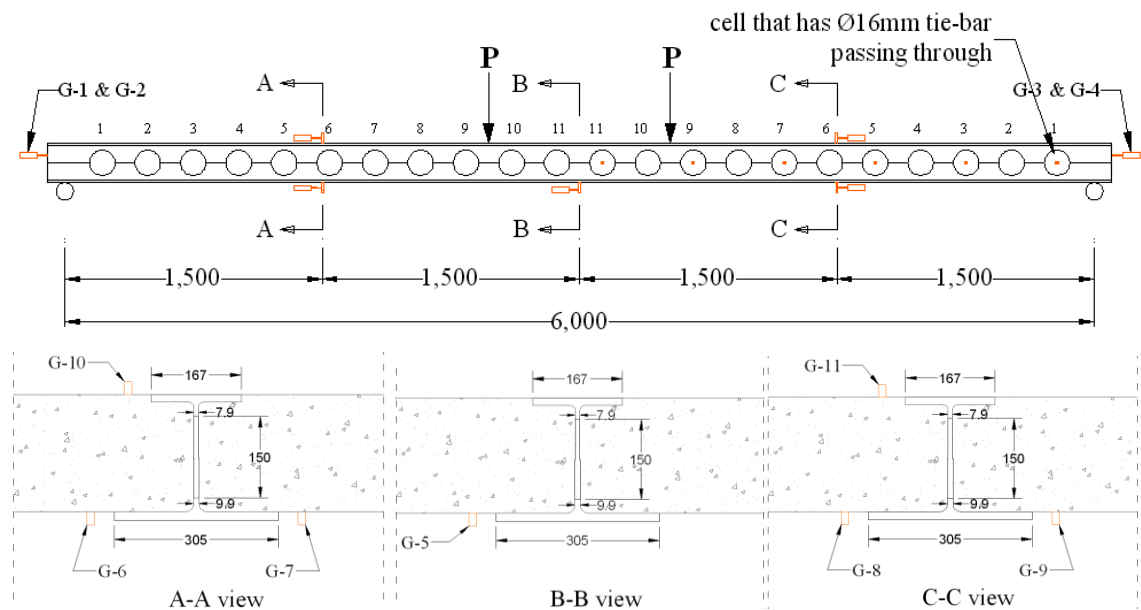 cell that has Ø16mm tie-bar
passing through
P P
A B C
G-1 & G-2 G-3 & G-4
1 2 3 4 5 6 7 8 9 10 11 11 10 9 8 7 6 5 4 3 2 1
A B C
1,500 1,500 1,500 1,500
6,000
G-10 167 167 G-11 167
7.9 7.9 7.9
150 150 150
9.9 9.9 9.9
G-6 305 G-7 G-5 305 G-8 305 G-9
A-A view B-B view C-C view